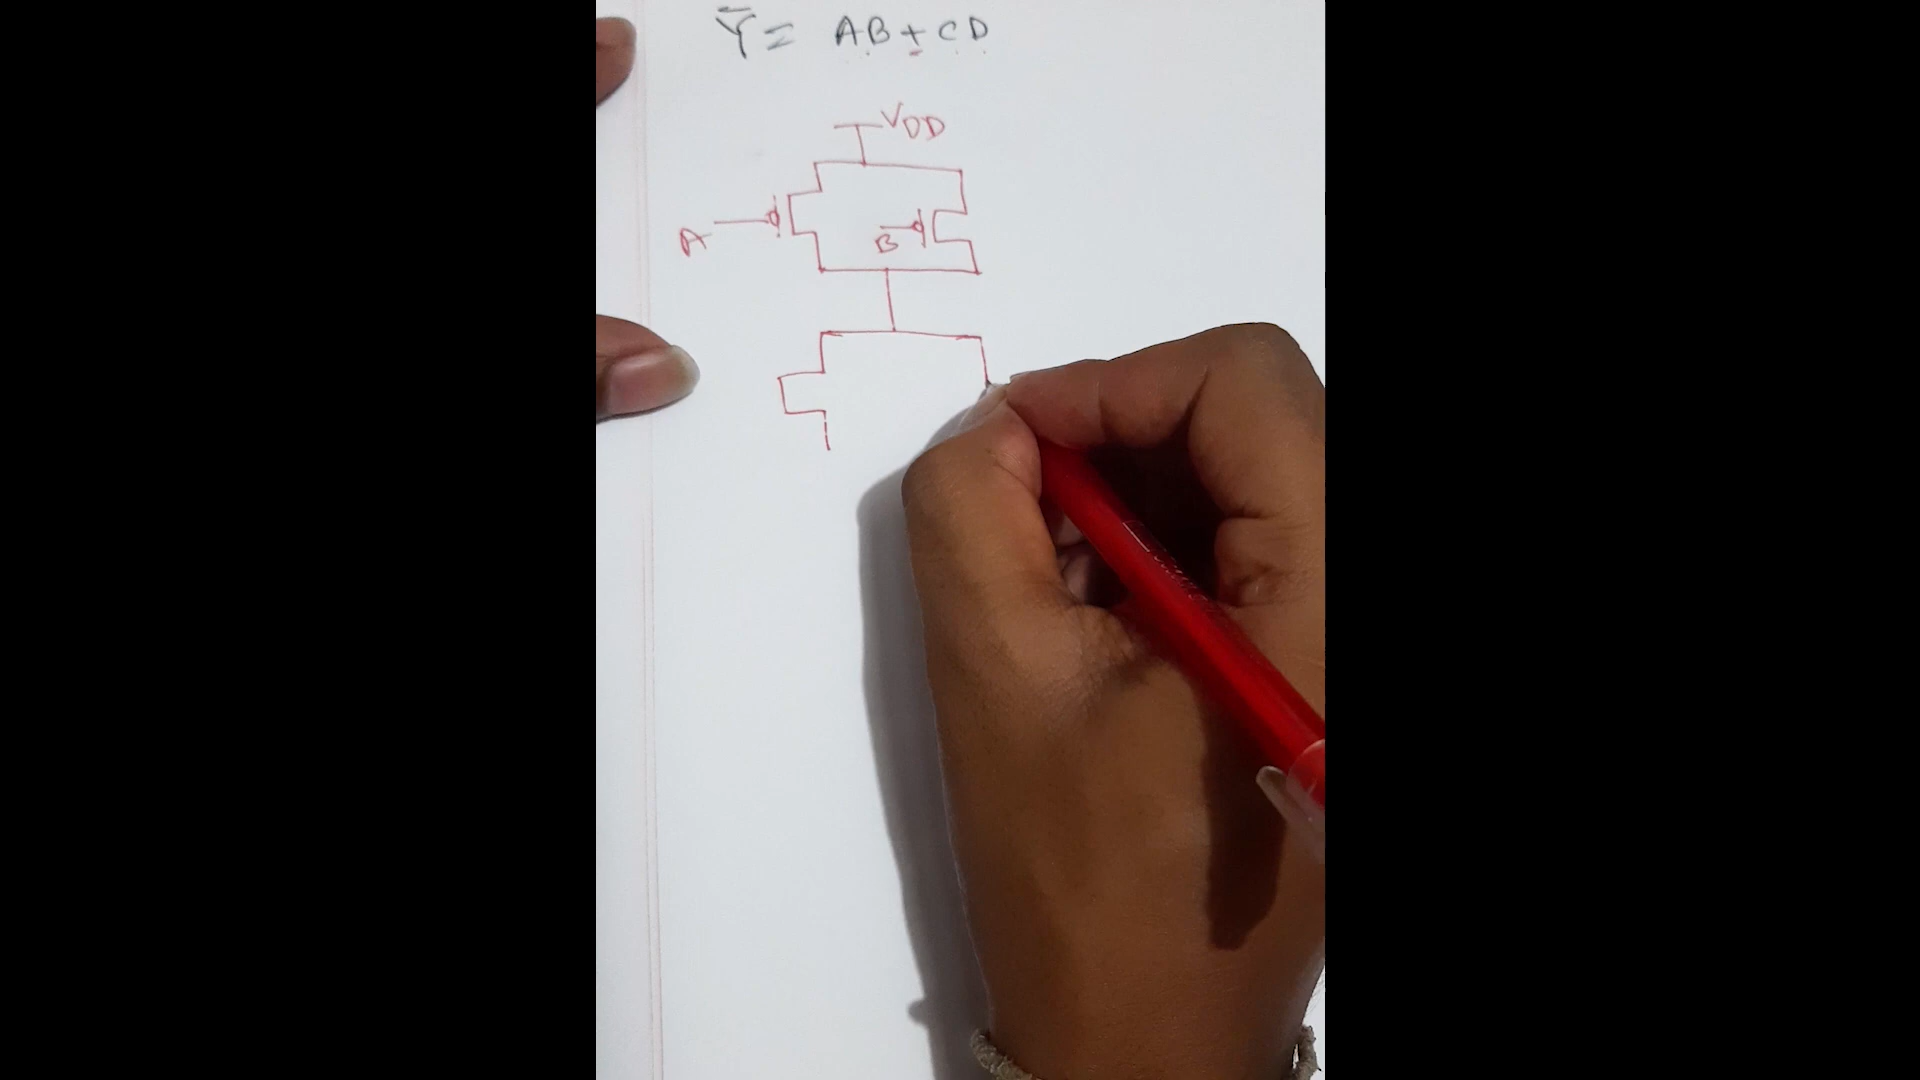 Ȳ = AB + CD
VDD
A
B